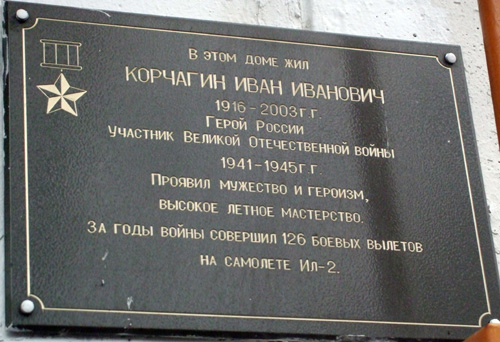 В этом доме жил
Корчагин Иван Иванович
1916-2003г.г.
Герой России
Участник Великой Отечественной войны
1941-1945г.г.
Проявил мужество и героизм,
высокое летное мастерство.
За годы войны совершил 126 боевых вылетов
на самолете Ил-2.